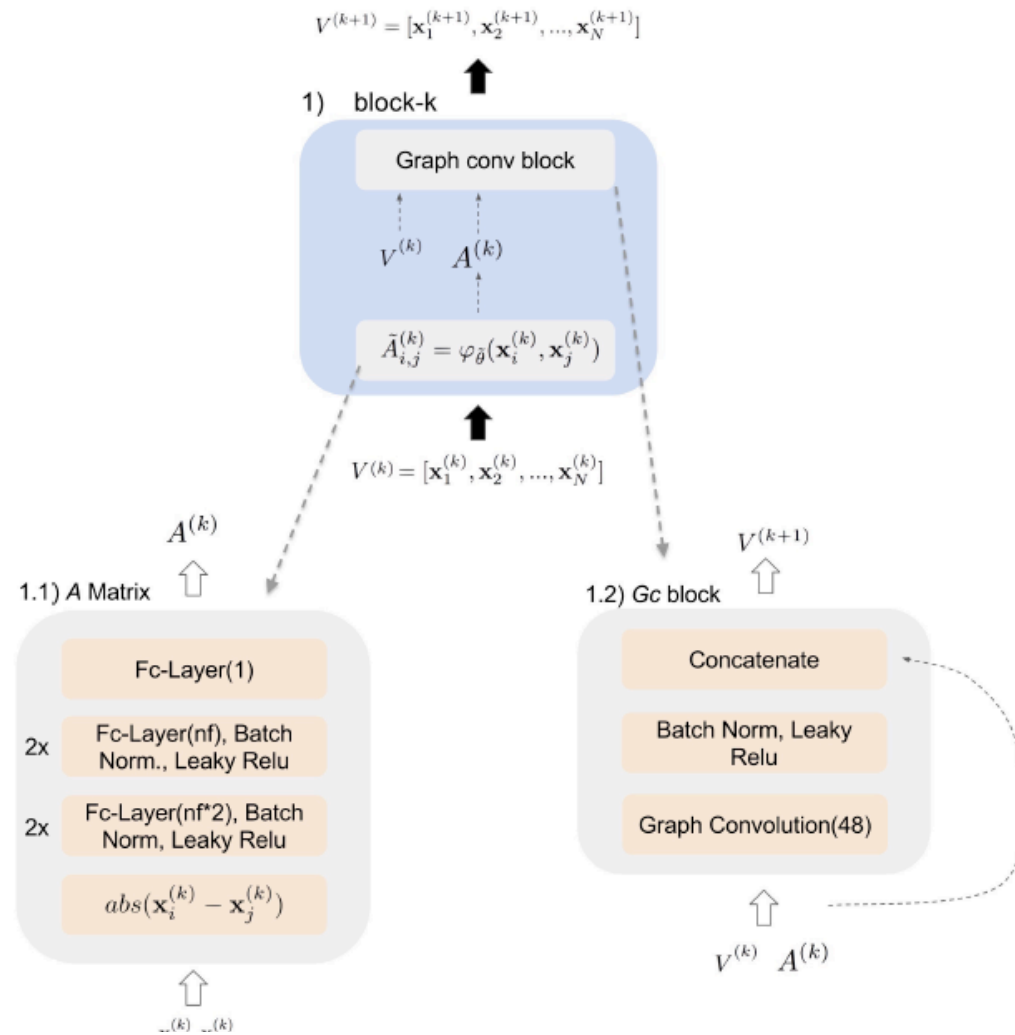 V^{(k+1)} = [x_1^{(k+1)}, x_2^{(k+1)}, ..., x_N^{(k+1)}]
1) block-k
Graph conv block
V^{(k)} A^{(k)}
Ã_{i,j}^{(k)} = φ_{θ̃}(x_i^{(k)}, x_j^{(k)})
V^{(k)} = [x_1^{(k)}, x_2^{(k)}, ..., x_N^{(k)}]
A^{(k)}
1.1) A Matrix
Fc-Layer(1)
2x
Fc-Layer(nf), Batch
Norm., Leaky Relu
2x
Fc-Layer(nf*2), Batch
Norm, Leaky Relu
abs(x_i^{(k)} − x_j^{(k)})
V^{(k+1)}
1.2) Gc block
Concatenate
Batch Norm, Leaky
Relu
Graph Convolution(48)
V^{(k)} A^{(k)}